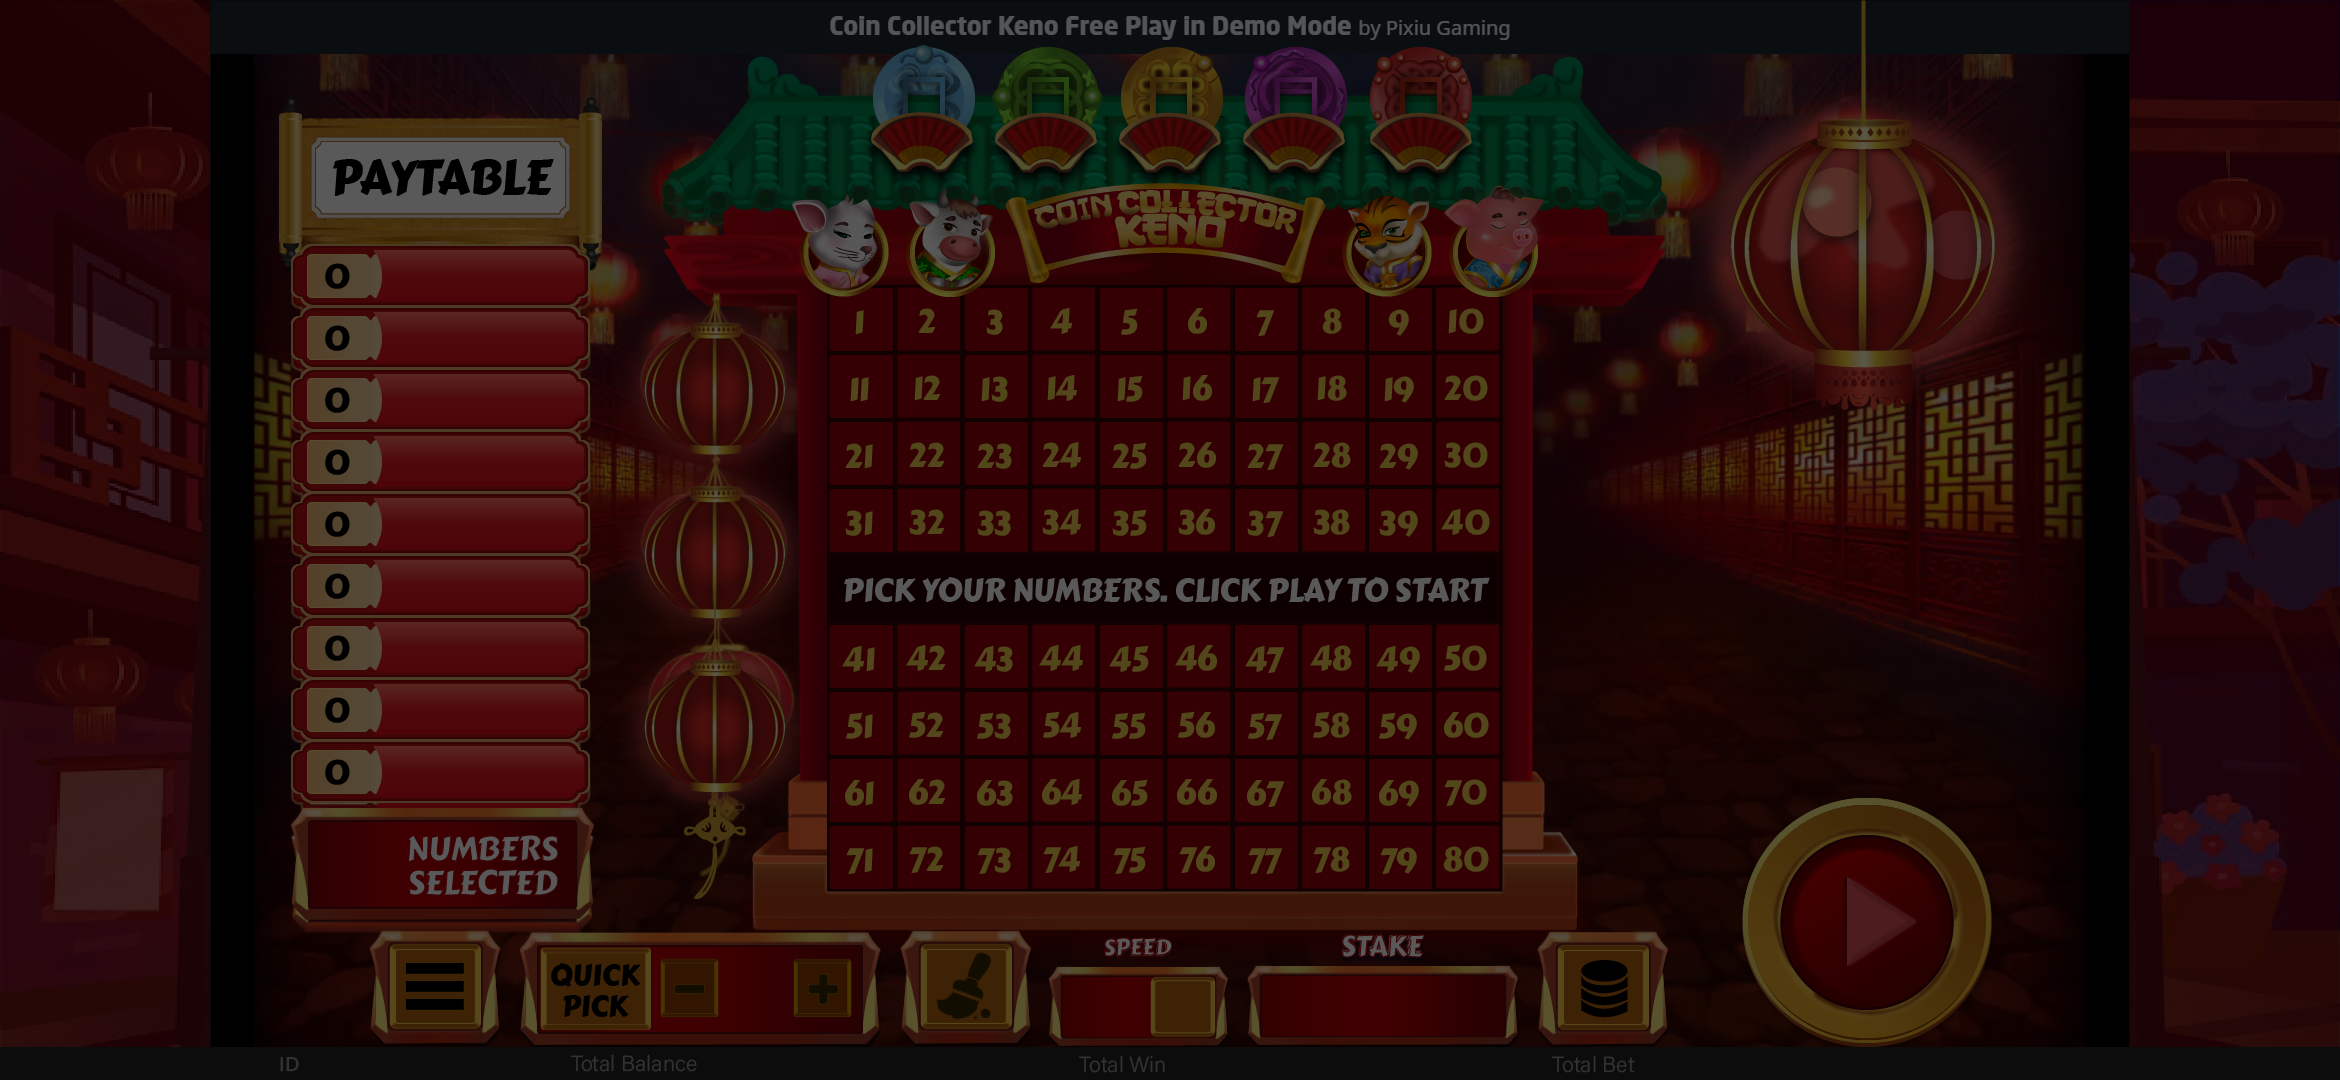 Coin Collector Keno Free Play in Demo Mode by Pixiu Gaming
PAYTABLE
COIN COLLECTOR
KENO
0
0
0
0
0
0
0
0
0
1 2 3 4 5 6 7 8 9 10
11 12 13 14 15 16 17 18 19 20
21 22 23 24 25 26 27 28 29 30
31 32 33 34 35 36 37 38 39 40
PICK YOUR NUMBERS. CLICK PLAY TO START
41 42 43 44 45 46 47 48 49 50
51 52 53 54 55 56 57 58 59 60
61 62 63 64 65 66 67 68 69 70
71 72 73 74 75 76 77 78 79 80
NUMBERS
SELECTED
QUICK
PICK
SPEED
STAKE
ID Total Balance Total Win Total Bet